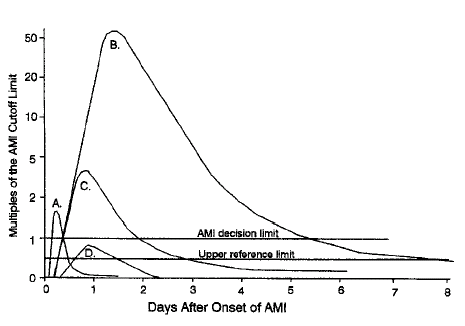 Multiples of the AMI Cutoff Limit
50
20
10
5
2
1
0
A.
B.
C.
D.
AMI decision limit
Upper reference limit
0 1 2 3 4 5 6 7 8
Days After Onset of AMI